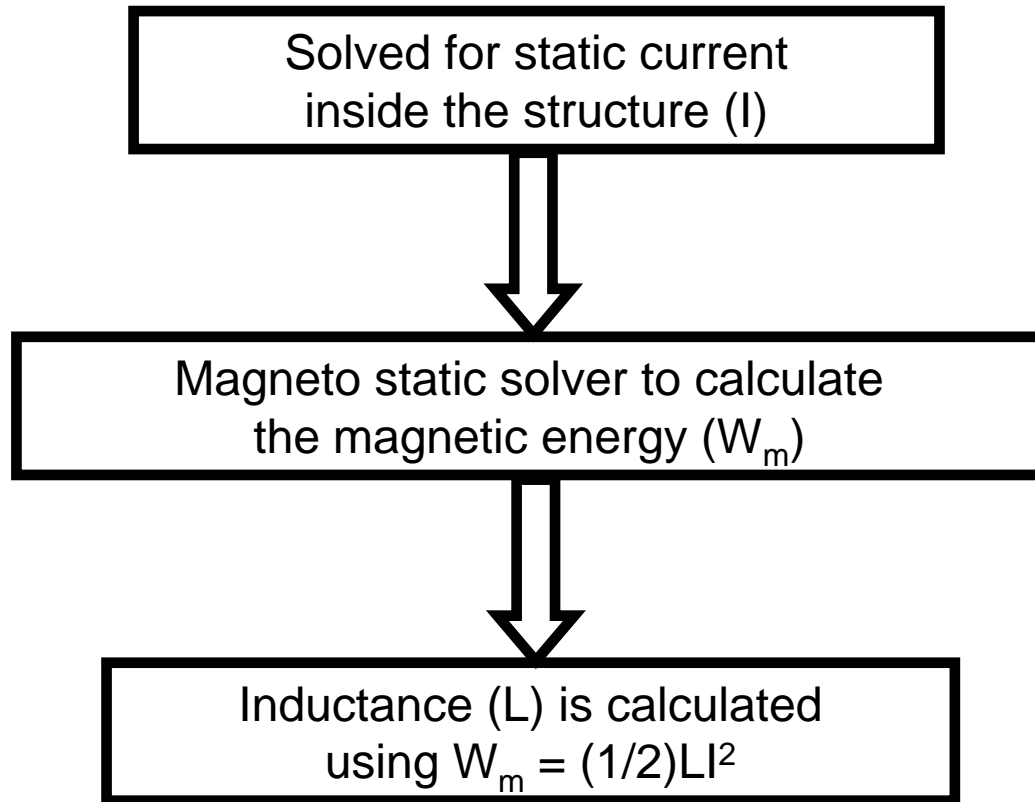 Solved for static current
inside the structure (I)
Magneto static solver to calculate
the magnetic energy (Wₘ)
Inductance (L) is calculated
using Wₘ = (1/2)LI²